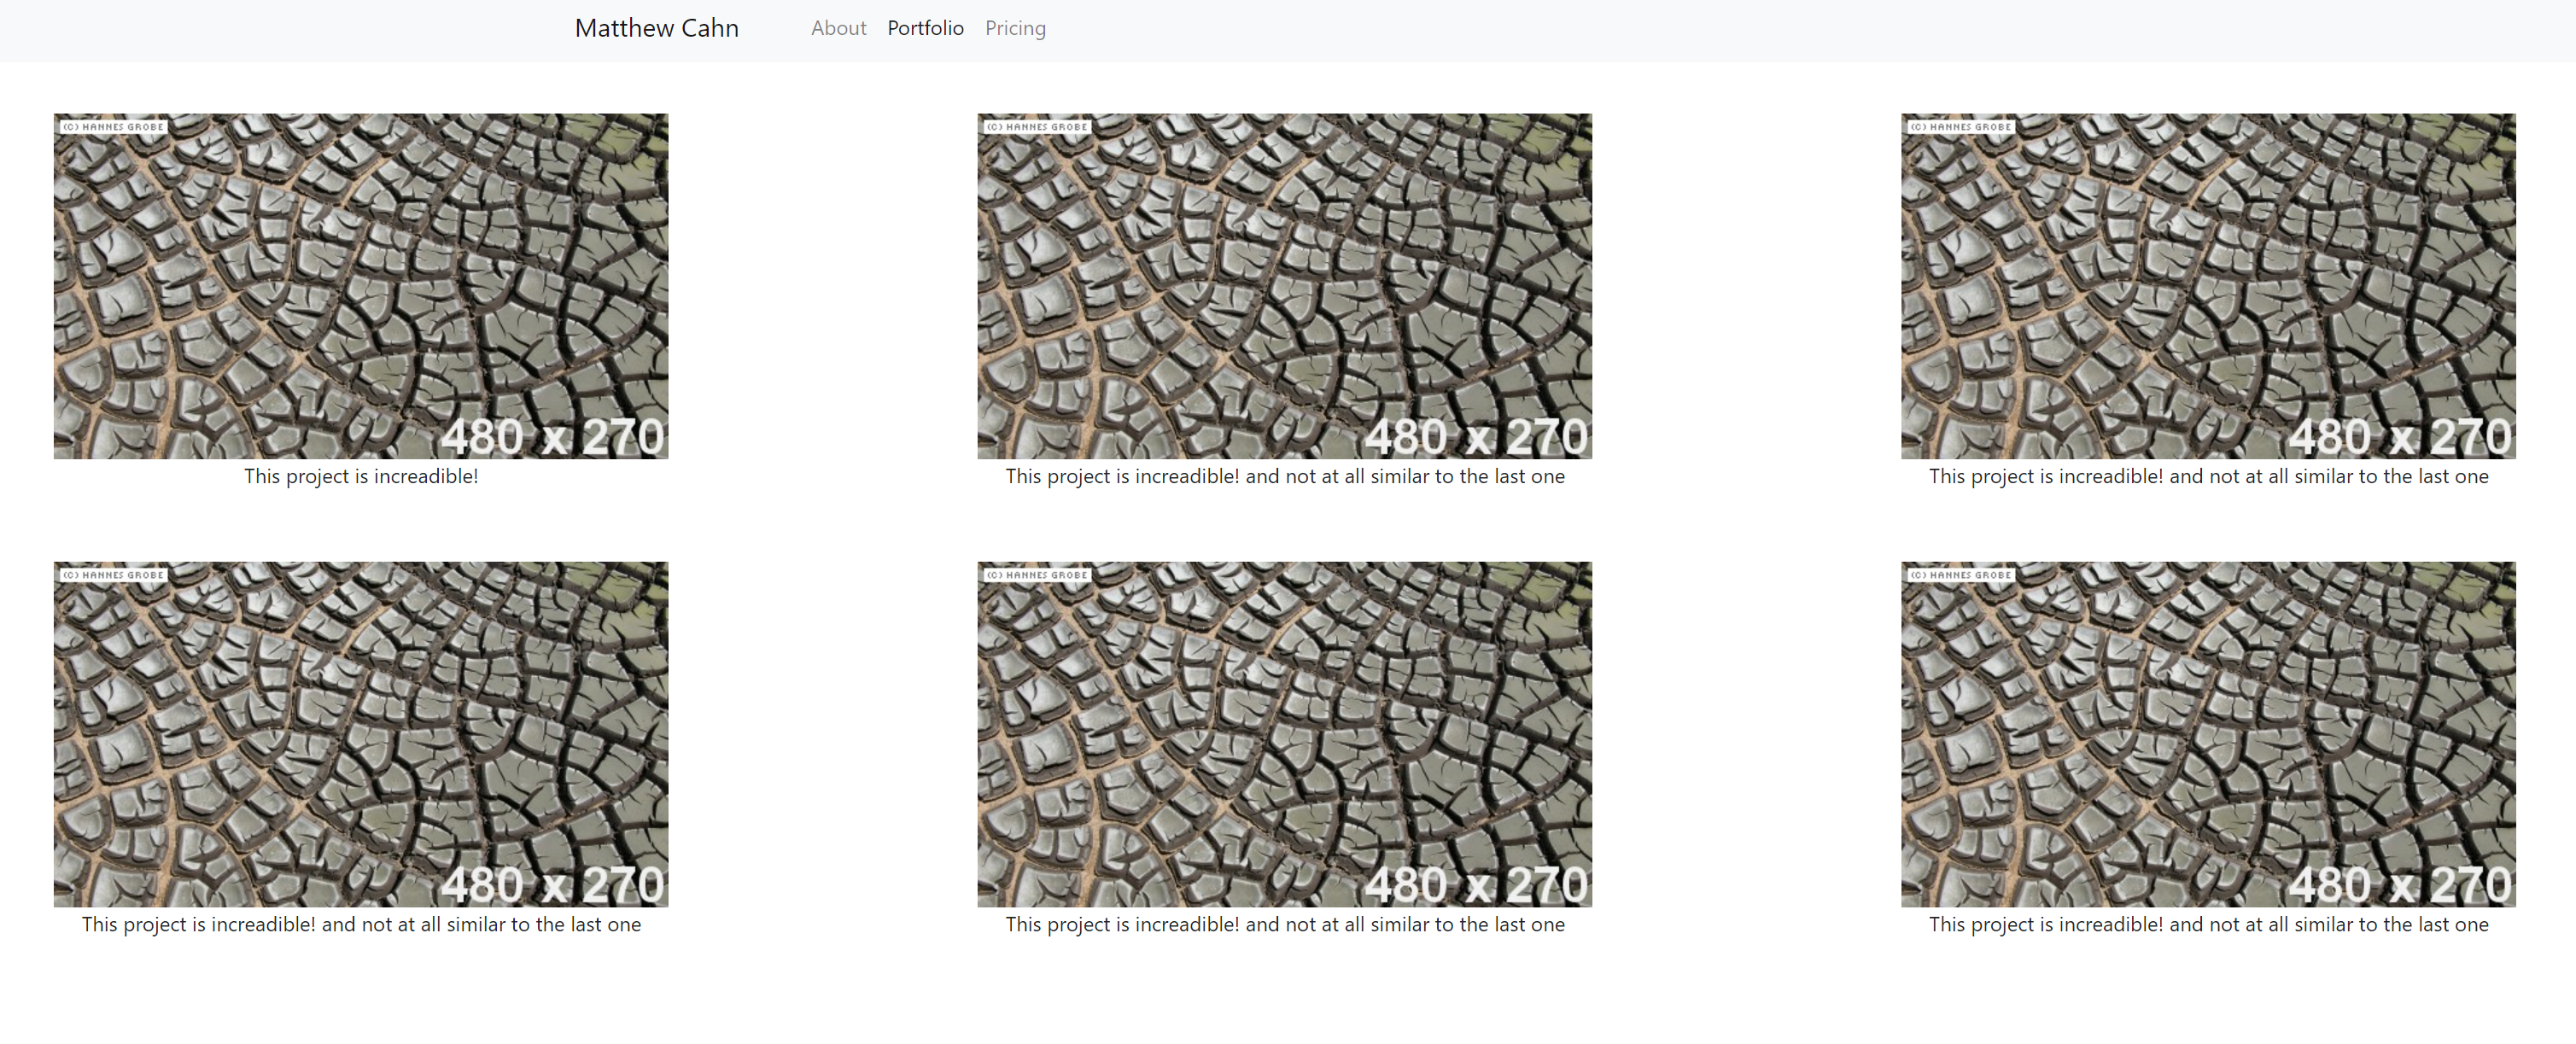 Matthew Cahn About Portfolio Pricing
(C) HANNES GROBE
480 x 270
This project is increadible!
(C) HANNES GROBE
480 x 270
This project is increadible! and not at all similar to the last one
(C) HANNES GROBE
480 x 270
This project is increadible! and not at all similar to the last one
(C) HANNES GROBE
480 x 270
This project is increadible! and not at all similar to the last one
(C) HANNES GROBE
480 x 270
This project is increadible! and not at all similar to the last one
(C) HANNES GROBE
480 x 270
This project is increadible! and not at all similar to the last one